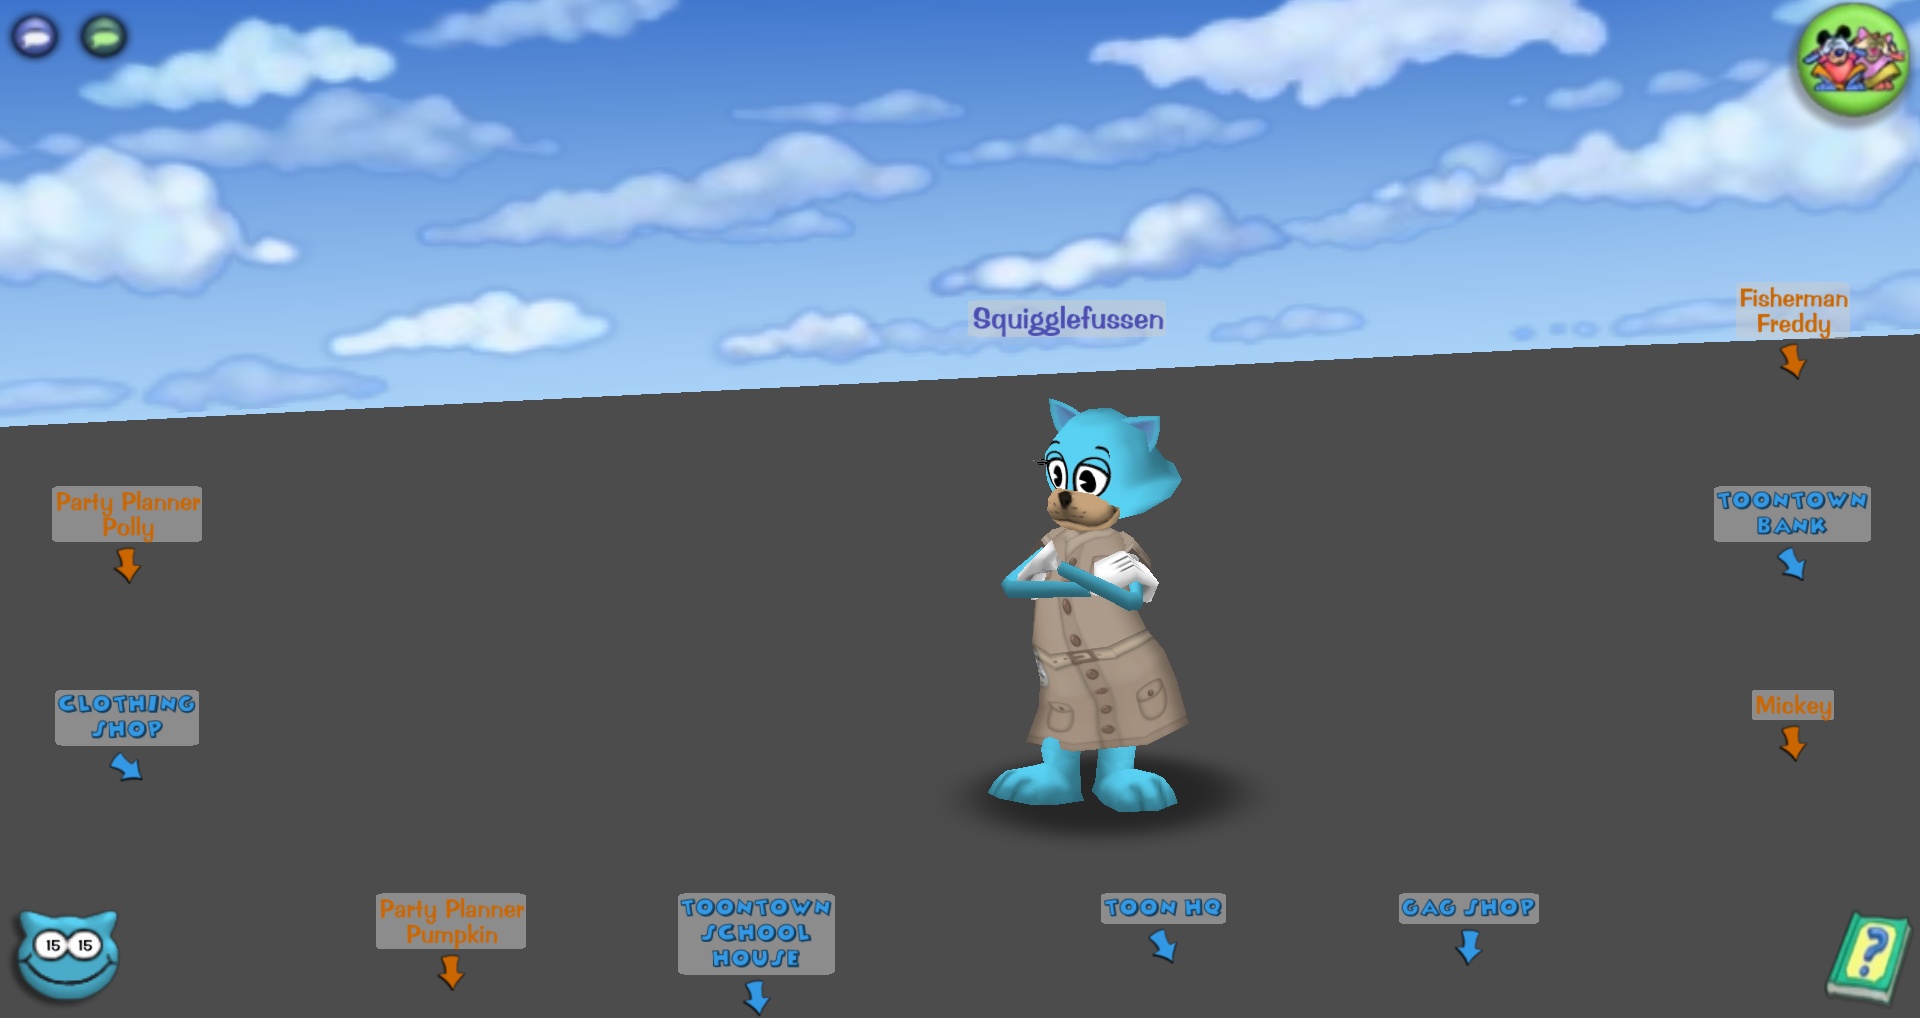 Squigglefussen
Fisherman
Freddy
Party Planner
Polly
TOONTOWN
BANK
CLOTHING
SHOP
Mickey
Party Planner
Pumpkin
TOONTOWN
SCHOOL
HOUSE
TOON HQ
GAG SHOP
15 15
?